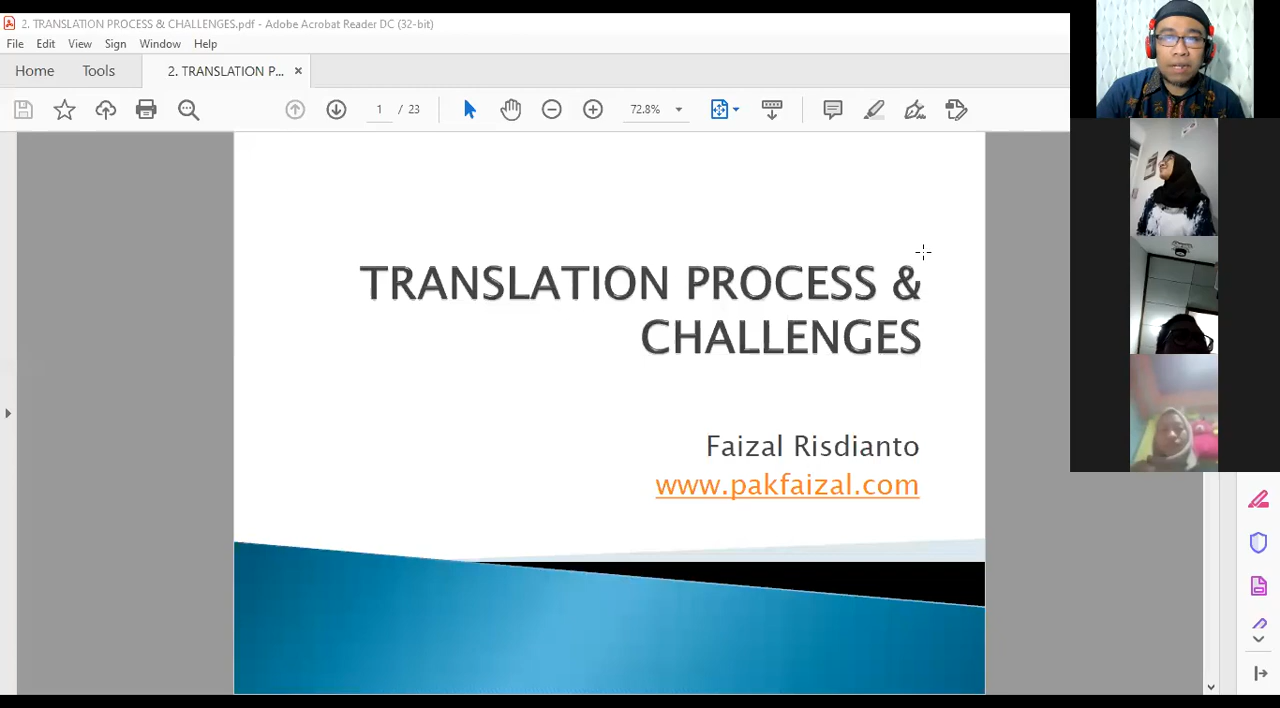 2. TRANSLATION PROCESS & CHALLENGES.pdf - Adobe Acrobat Reader DC (32-bit)
File Edit View Sign Window Help
Home Tools 2. TRANSLATION P... ×
1 / 23 72.8%
TRANSLATION PROCESS &
CHALLENGES
Faizal Risdianto
www.pakfaizal.com